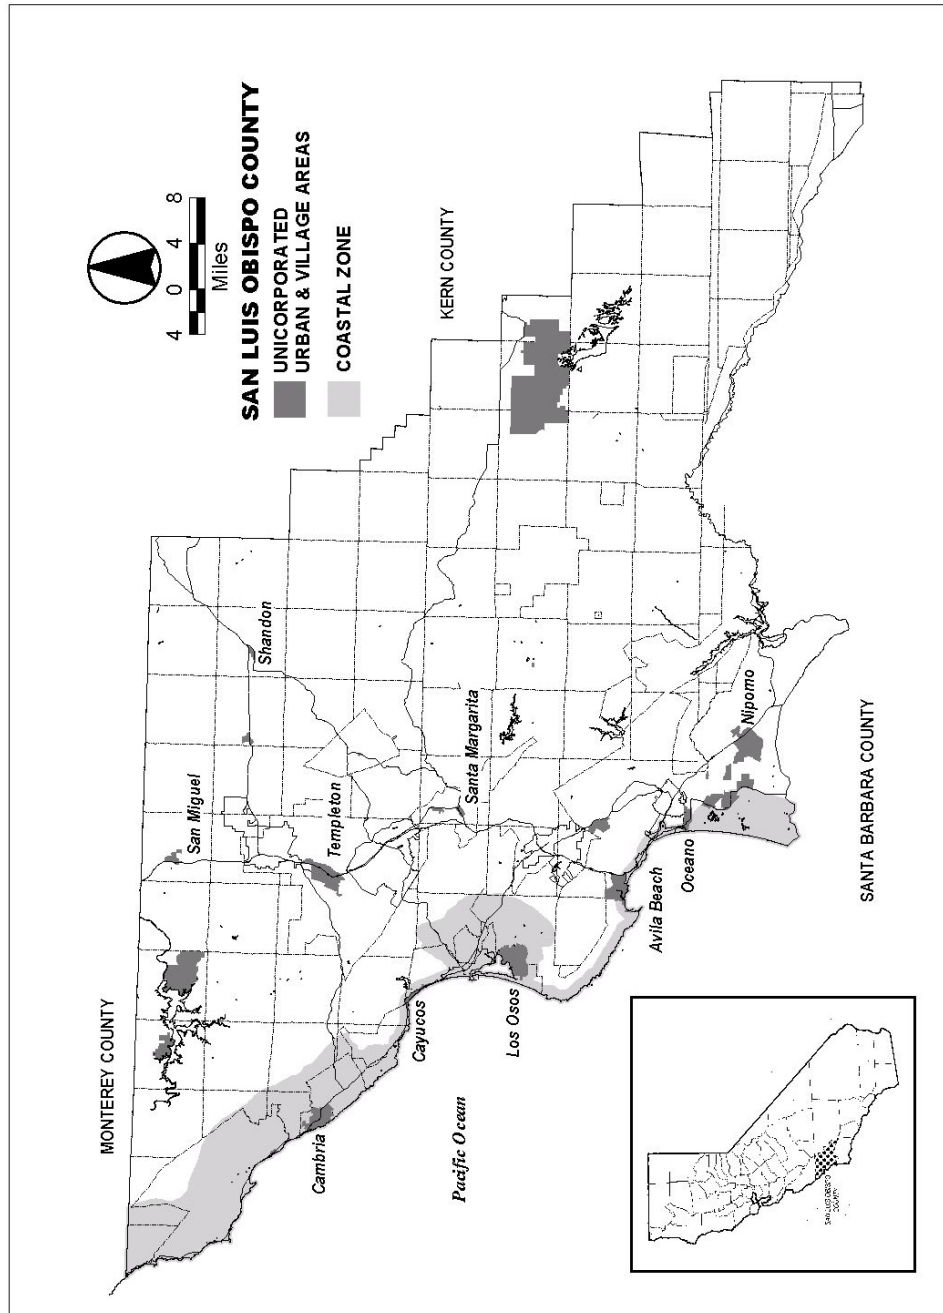 4 0 4 8
Miles
SAN LUIS OBISPO COUNTY
UNICORPORATED
URBAN & VILLAGE AREAS
COASTAL ZONE
MONTEREY COUNTY
KERN COUNTY
San Miguel
Shandon
Cambria
Templeton
Cayucos
Santa Margarita
Pacific Ocean
Los Osos
Avila Beach
Oceano
Nipomo
SANTA BARBARA COUNTY